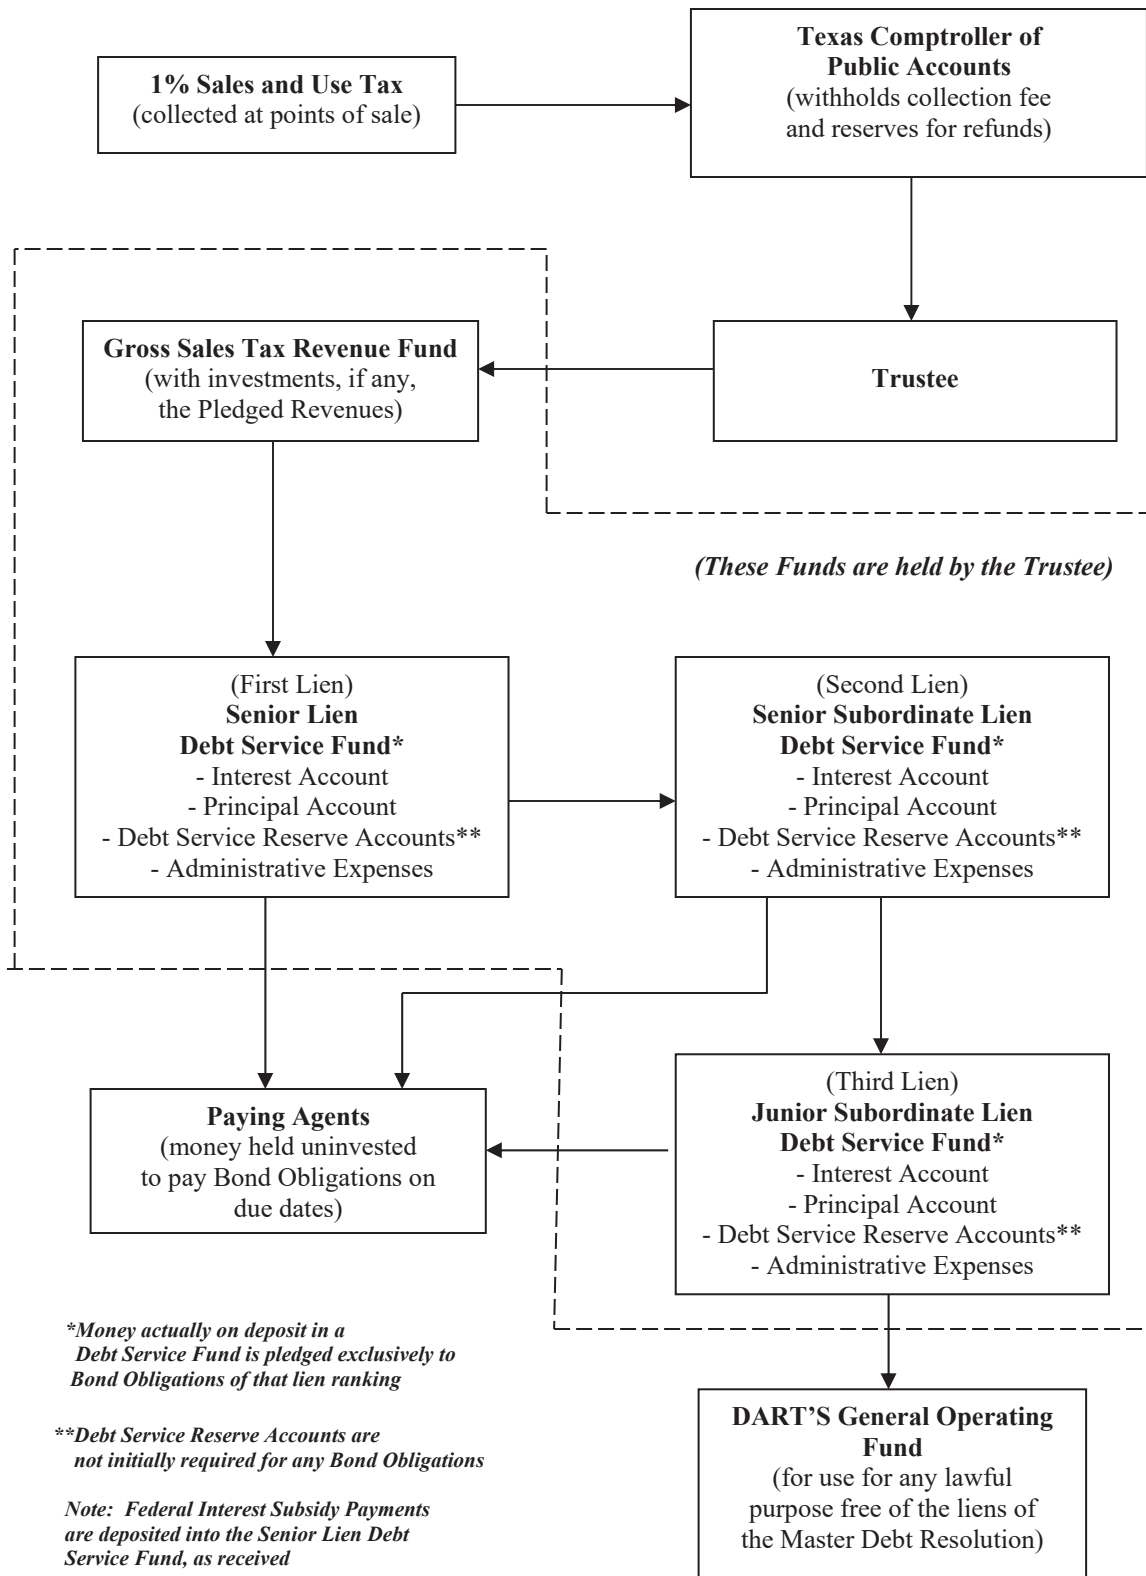 1% Sales and Use Tax
(collected at points of sale)
Texas Comptroller of
Public Accounts
(withholds collection fee
and reserves for refunds)
Gross Sales Tax Revenue Fund
(with investments, if any,
the Pledged Revenues)
Trustee
(These Funds are held by the Trustee)
(First Lien)
Senior Lien
Debt Service Fund*
- Interest Account
- Principal Account
- Debt Service Reserve Accounts**
- Administrative Expenses
(Second Lien)
Senior Subordinate Lien
Debt Service Fund*
- Interest Account
- Principal Account
- Debt Service Reserve Accounts**
- Administrative Expenses
Paying Agents
(money held uninvested
to pay Bond Obligations on
due dates)
(Third Lien)
Junior Subordinate Lien
Debt Service Fund*
- Interest Account
- Principal Account
- Debt Service Reserve Accounts**
- Administrative Expenses
*Money actually on deposit in a
Debt Service Fund is pledged exclusively to
Bond Obligations of that lien ranking
**Debt Service Reserve Accounts are
not initially required for any Bond Obligations
Note: Federal Interest Subsidy Payments
are deposited into the Senior Lien Debt
Service Fund, as received
DART'S General Operating
Fund
(for use for any lawful
purpose free of the liens of
the Master Debt Resolution)